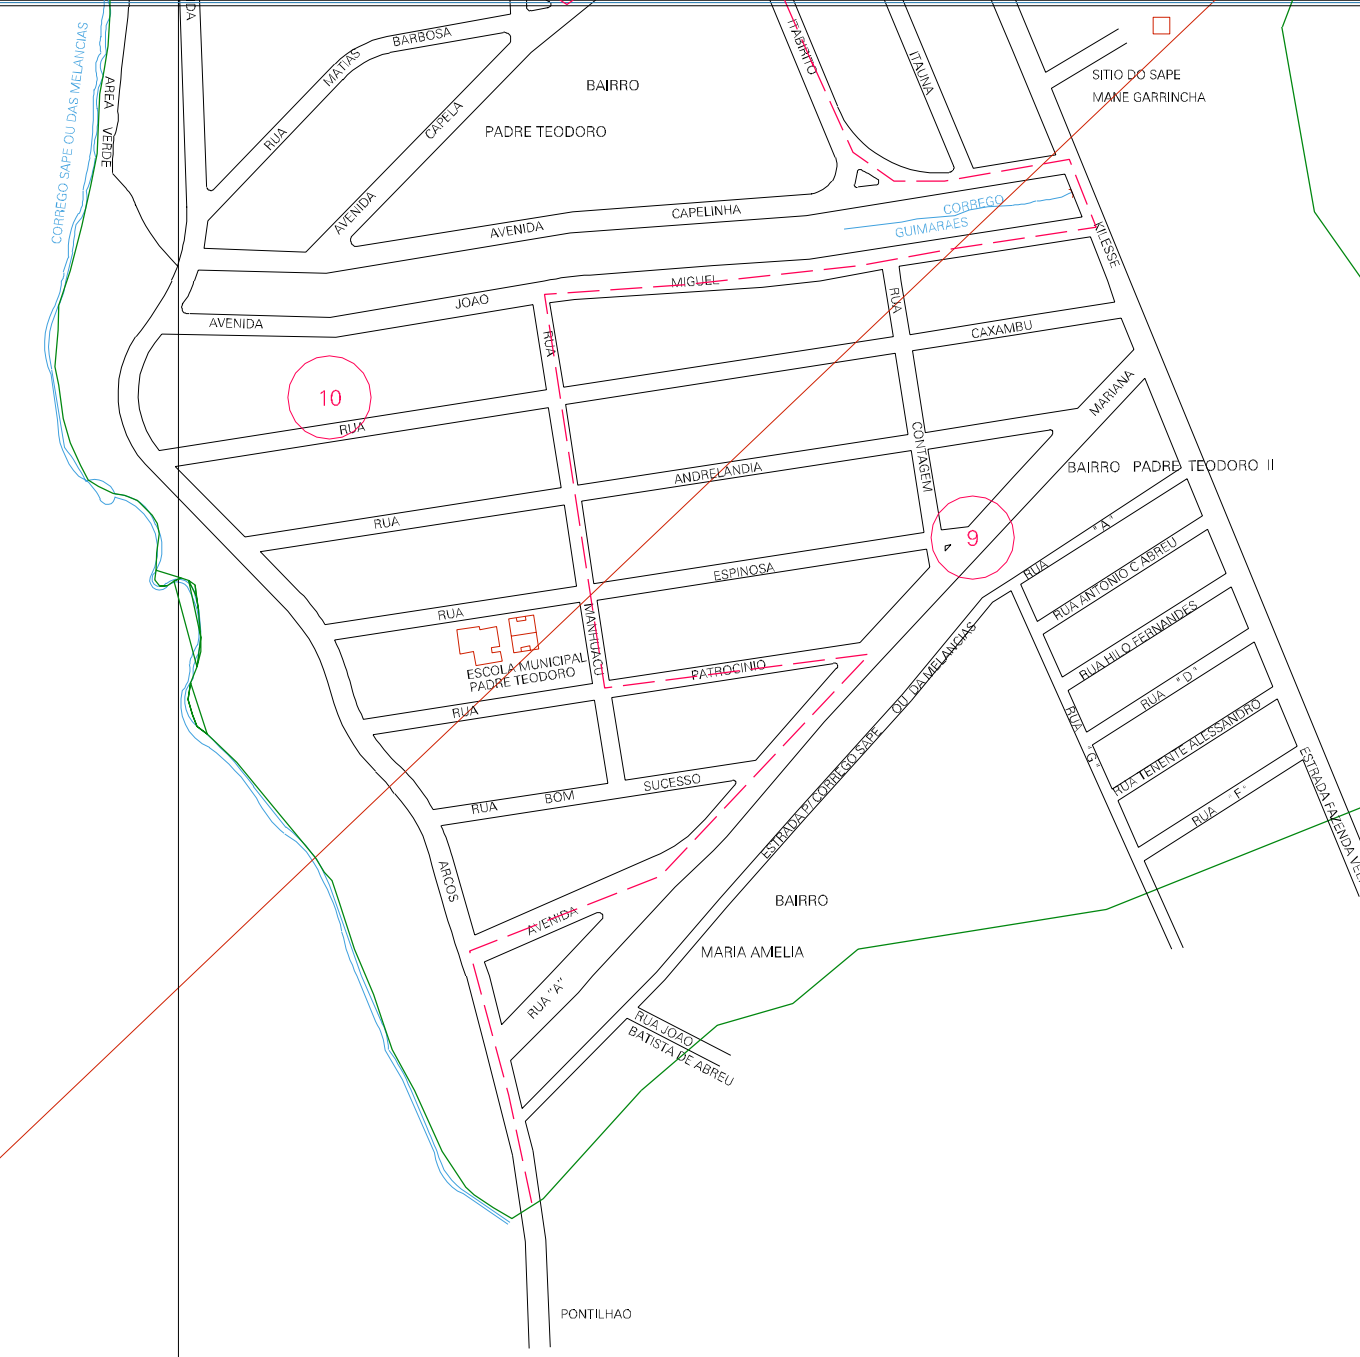 DA
BARBOSA
MATIAS
RUA
CORREGO SAPE OU DAS MELANCIAS
AREA VERDE
CAPELA
AVENIDA
BAIRRO
PADRE TEODORO
ITABIRITO
ITAUNA
SITIO DO SAPE
MANE GARRINCHA
AVENIDA
CAPELINHA
CORREGO
GUIMARAES
KILESSE
AVENIDA
JOAO
MIGUEL
RUA
RUA
CAXAMBU
MARIANA
10
RUA
CONTAGEM
ANDRELANDIA
BAIRRO PADRE TEODORO II
RUA
9
RUA "A"
ESPINOSA
RUA ANTONIO C ABREU
RUA
MANHUACU
RUA HILO FERNANDES
ESCOLA MUNICIPAL
PADRE TEODORO
PATROCINIO
RUA "D"
RUA
RUA "G"
RUA TENENTE ALESSANDRO
ESTRADA P/ CORREGO SAPE OU DA MELANCIAS
RUA "F"
ESTRADA FAZENDA VEL
RUA BOM SUCESSO
ARCOS
AVENIDA
BAIRRO
MARIA AMELIA
RUA "A"
RUA JOAO
BATISTA DE ABREU
PONTILHAO